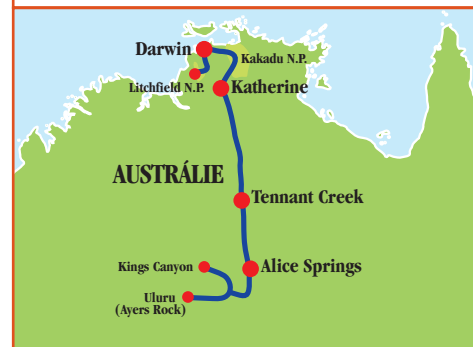 Darwin
Kakadu N.P.
Litchfield N.P.
Katherine
AUSTRÁLIE
Tennant Creek
Kings Canyon
Alice Springs
Uluru
(Ayers Rock)